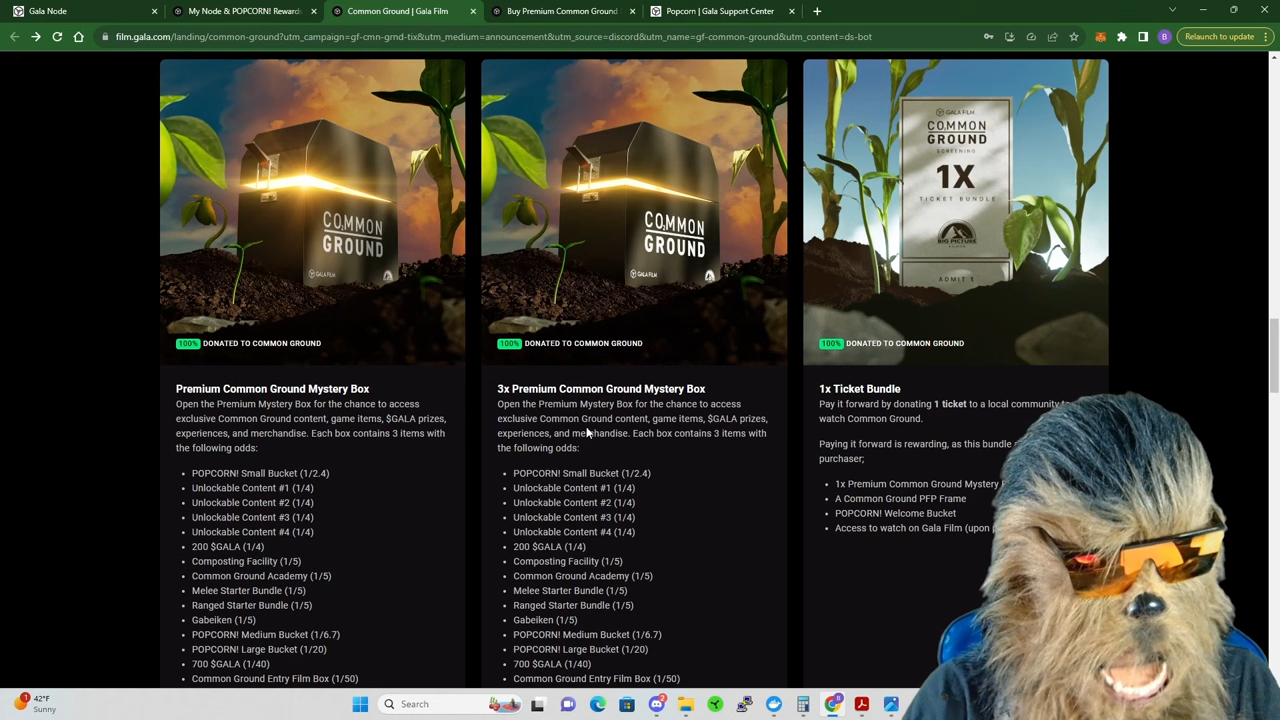 Gala Node
My Node & POPCORN! Rewards
Common Ground | Gala Film
Buy Premium Common Ground
Popcorn | Gala Support Center
film.gala.com/landing/common-ground?utm_campaign=gf-cmn-grnd-tix&utm_medium=announcement&utm_source=discord&utm_name=gf-common-ground&utm_content=ds-bot
B
Relaunch to update
COMMON
GROUND
GALA FILM
100% DONATED TO COMMON GROUND
Premium Common Ground Mystery Box
Open the Premium Mystery Box for the chance to access
exclusive Common Ground content, game items, $GALA prizes,
experiences, and merchandise. Each box contains 3 items with
the following odds:
POPCORN! Small Bucket (1/2.4)
Unlockable Content #1 (1/4)
Unlockable Content #2 (1/4)
Unlockable Content #3 (1/4)
Unlockable Content #4 (1/4)
200 $GALA (1/4)
Composting Facility (1/5)
Common Ground Academy (1/5)
Melee Starter Bundle (1/5)
Ranged Starter Bundle (1/5)
Gabeiken (1/5)
POPCORN! Medium Bucket (1/6.7)
POPCORN! Large Bucket (1/20)
700 $GALA (1/40)
Common Ground Entry Film Box (1/50)
COMMON
GROUND
GALA FILM
100% DONATED TO COMMON GROUND
3x Premium Common Ground Mystery Box
Open the Premium Mystery Box for the chance to access
exclusive Common Ground content, game items, $GALA prizes,
experiences, and merchandise. Each box contains 3 items with
the following odds:
POPCORN! Small Bucket (1/2.4)
Unlockable Content #1 (1/4)
Unlockable Content #2 (1/4)
Unlockable Content #3 (1/4)
Unlockable Content #4 (1/4)
200 $GALA (1/4)
Composting Facility (1/5)
Common Ground Academy (1/5)
Melee Starter Bundle (1/5)
Ranged Starter Bundle (1/5)
Gabeiken (1/5)
POPCORN! Medium Bucket (1/6.7)
POPCORN! Large Bucket (1/20)
700 $GALA (1/40)
Common Ground Entry Film Box (1/50)
GALA FILM
COMMON
GROUND
SCREENING
1X
TICKET BUNDLE
BIG PICTURE
ADMIT 1
100% DONATED TO COMMON GROUND
1x Ticket Bundle
Pay it forward by donating 1 ticket to a local community
watch Common Ground.
Paying it forward is rewarding, as this bundle
purchaser;
1x Premium Common Ground Mystery
A Common Ground PFP Frame
POPCORN! Welcome Bucket
Access to watch on Gala Film (upon
1
42°F
Sunny
Search
2